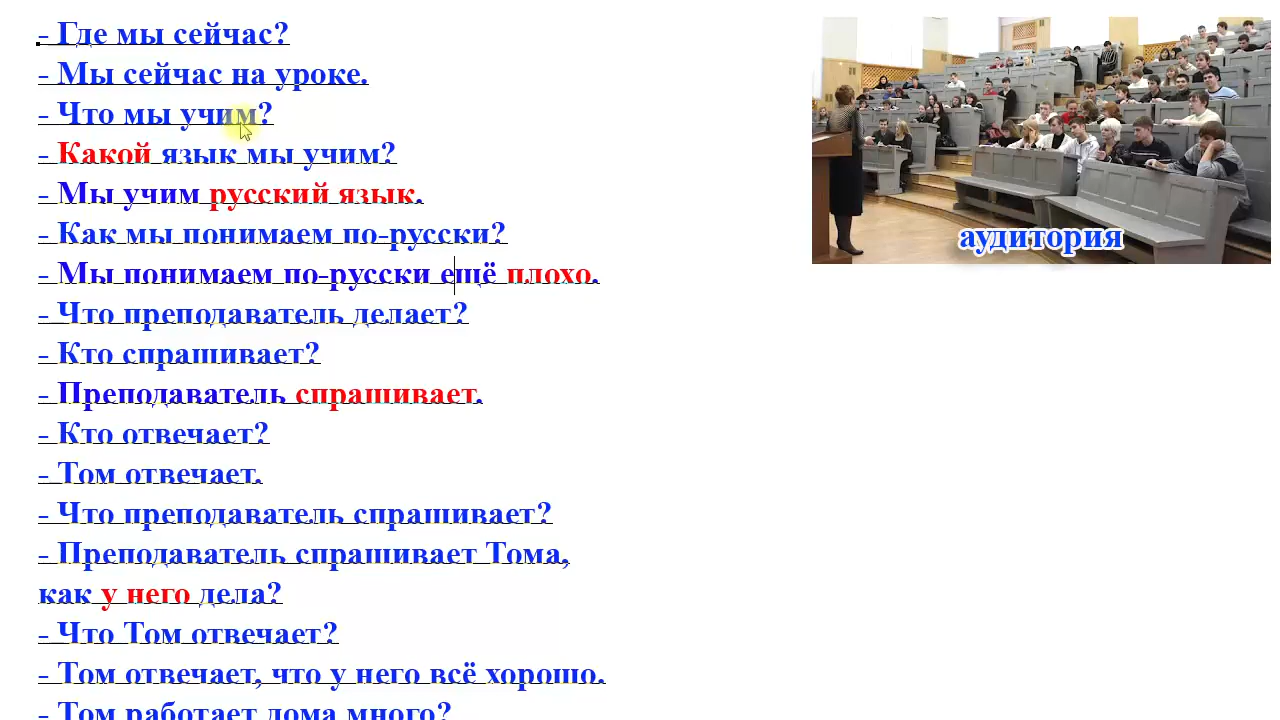 - Где мы сейчас?
- Мы сейчас на уроке.
- Что мы учим?
- Какой язык мы учим?
- Мы учим русский язык.
- Как мы понимаем по-русски?
- Мы понимаем по-русски ещё плохо.
- Что преподаватель делает?
- Кто спрашивает?
- Преподаватель спрашивает.
- Кто отвечает?
- Том отвечает.
- Что преподаватель спрашивает?
- Преподаватель спрашивает Тома,
как у него дела?
- Что Том отвечает?
- Том отвечает, что у него всё хорошо.
- Том работает дома много?
аудитория